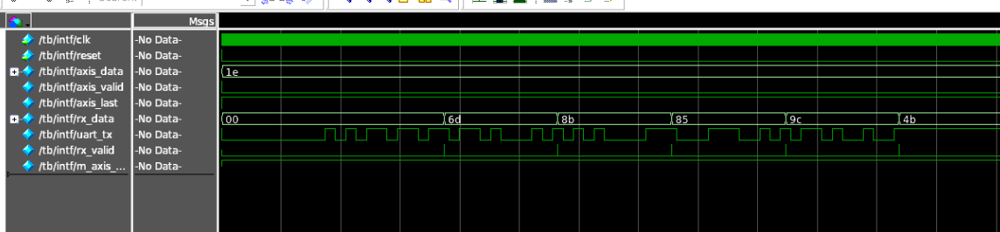 Msgs
/tb/intf/clk -No Data-
/tb/intf/reset -No Data-
/tb/intf/axis_data -No Data- 1e
/tb/intf/axis_valid -No Data-
/tb/intf/axis_last -No Data-
/tb/intf/rx_data -No Data- 00 6d 8b 85 9c 4b
/tb/intf/uart_tx -No Data-
/tb/intf/rx_valid -No Data-
/tb/intf/m_axis_... -No Data-